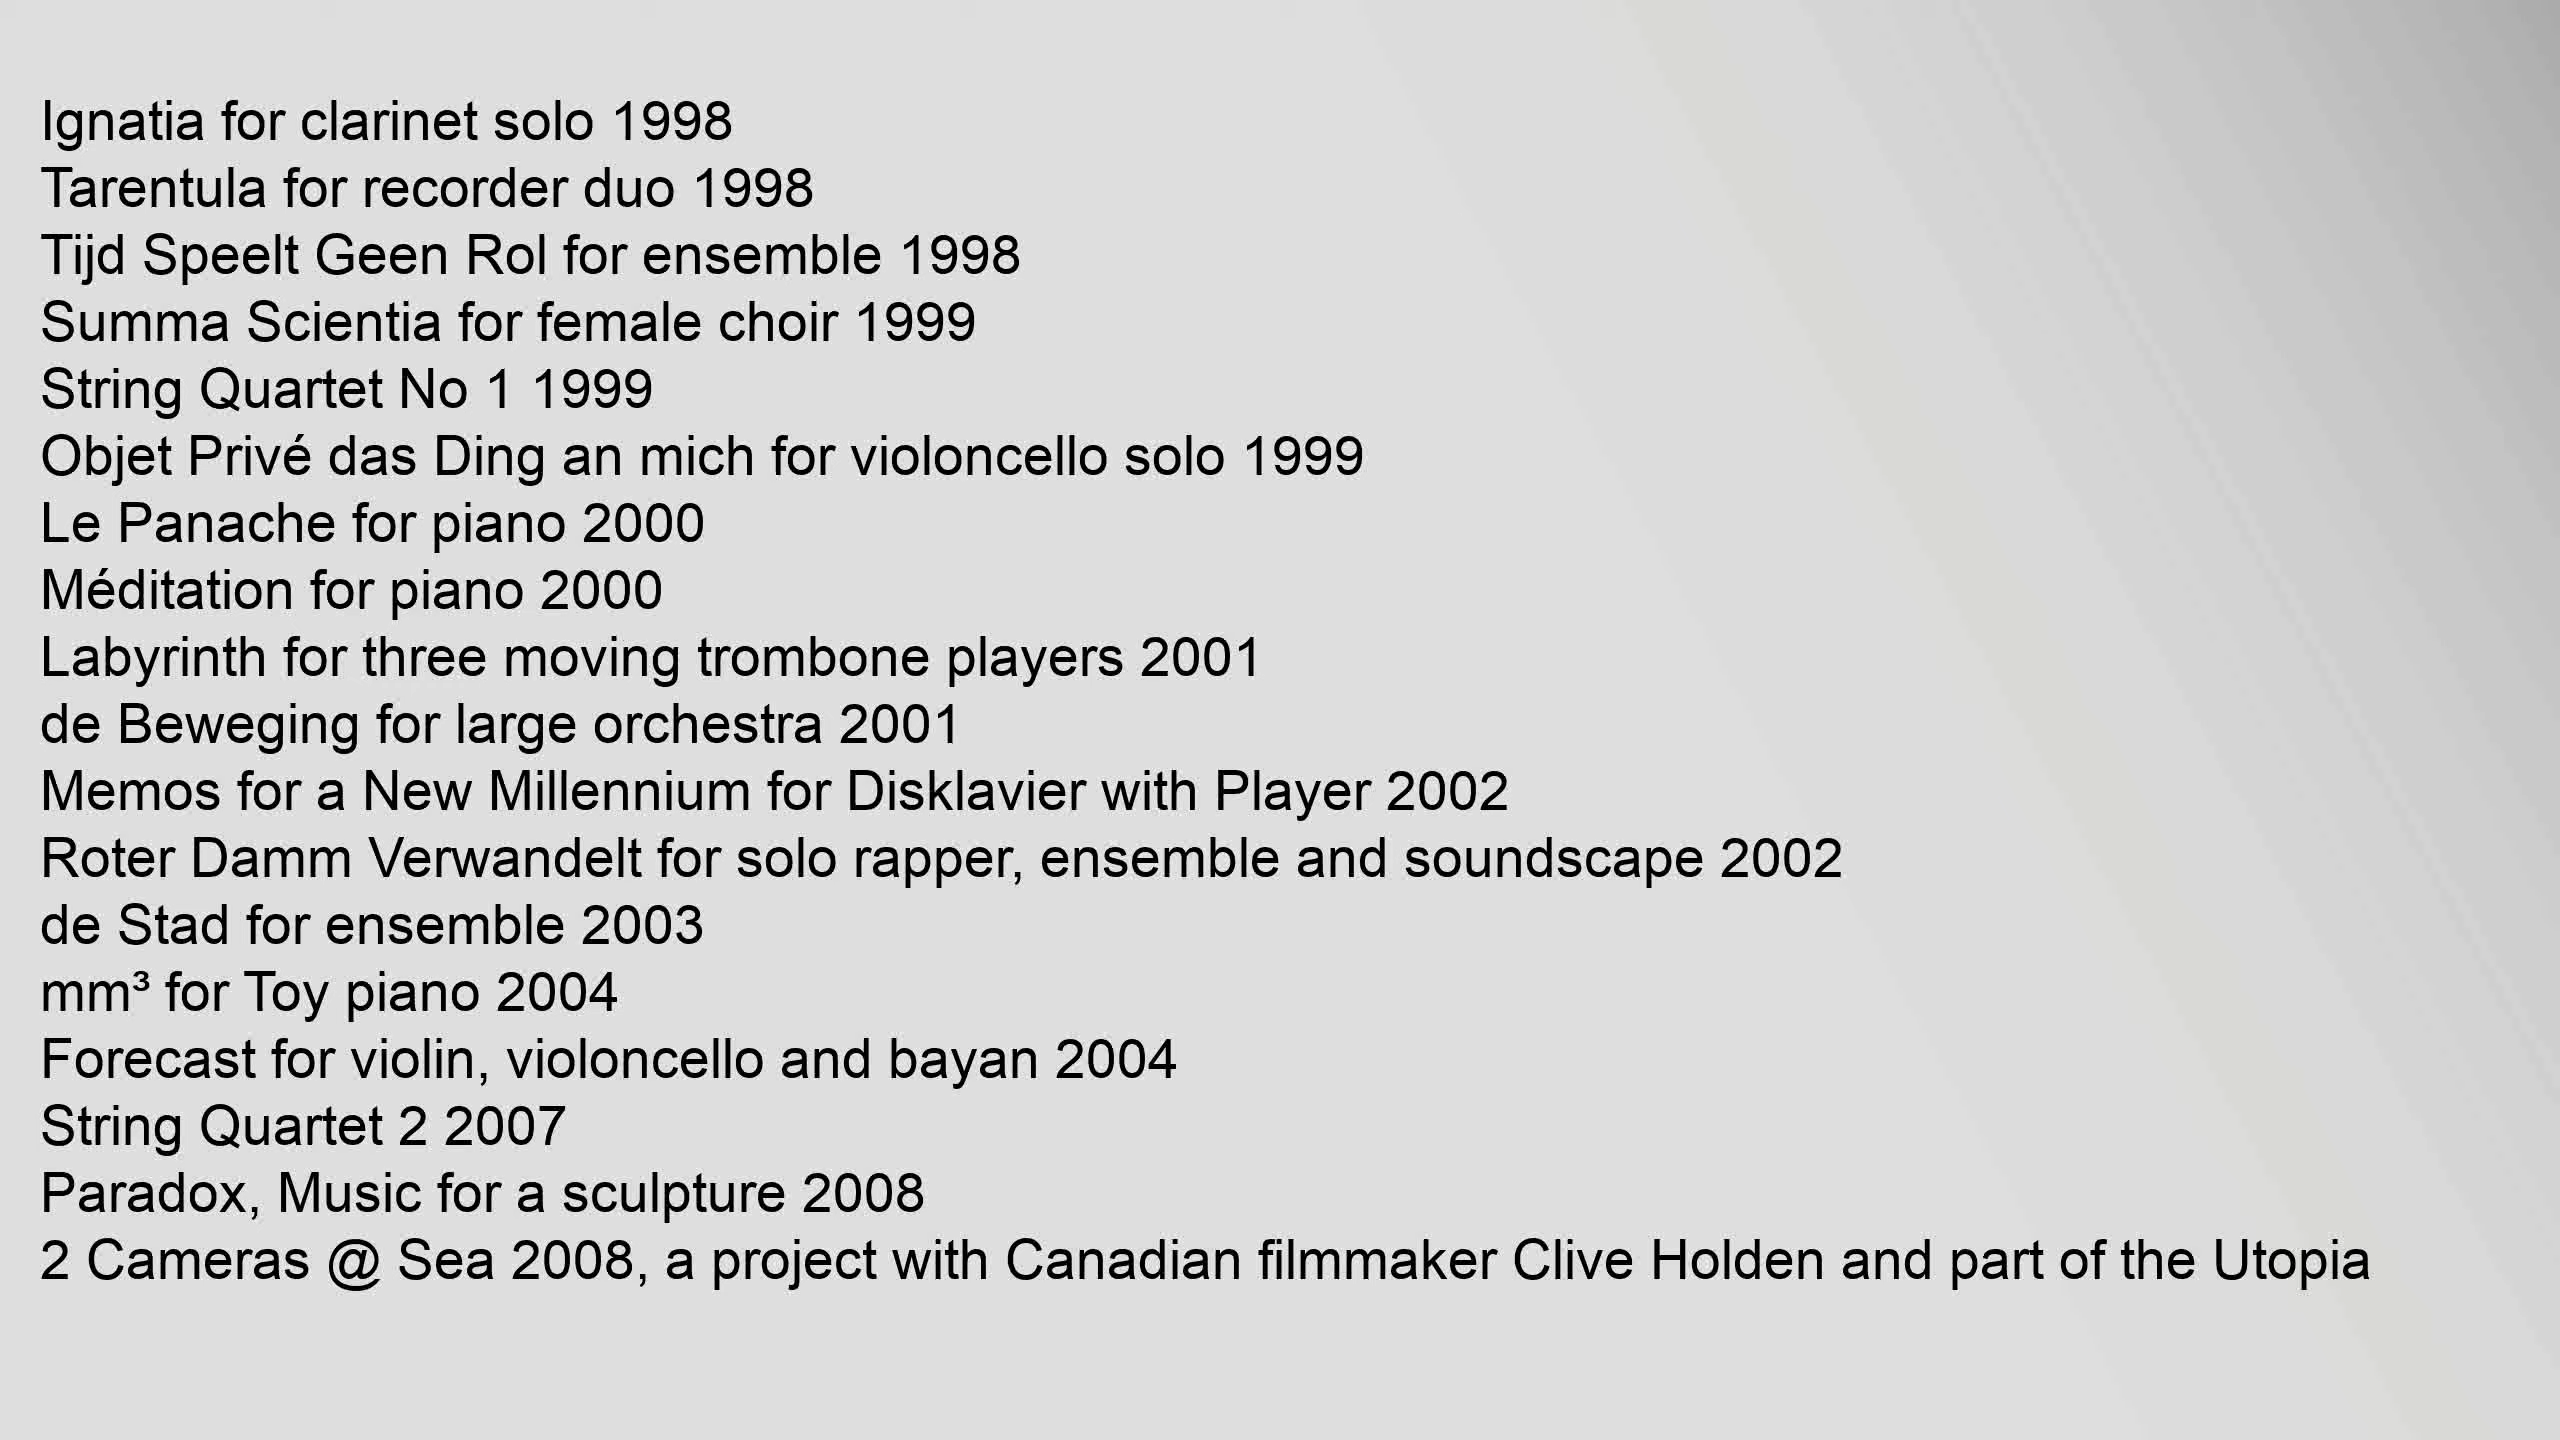 Ignatia for clarinet solo 1998
Tarentula for recorder duo 1998
Tijd Speelt Geen Rol for ensemble 1998
Summa Scientia for female choir 1999
String Quartet No 1 1999
Objet Privé das Ding an mich for violoncello solo 1999
Le Panache for piano 2000
Méditation for piano 2000
Labyrinth for three moving trombone players 2001
de Beweging for large orchestra 2001
Memos for a New Millennium for Disklavier with Player 2002
Roter Damm Verwandelt for solo rapper, ensemble and soundscape 2002
de Stad for ensemble 2003
mm³ for Toy piano 2004
Forecast for violin, violoncello and bayan 2004
String Quartet 2 2007
Paradox, Music for a sculpture 2008
2 Cameras @ Sea 2008, a project with Canadian filmmaker Clive Holden and part of the Utopia